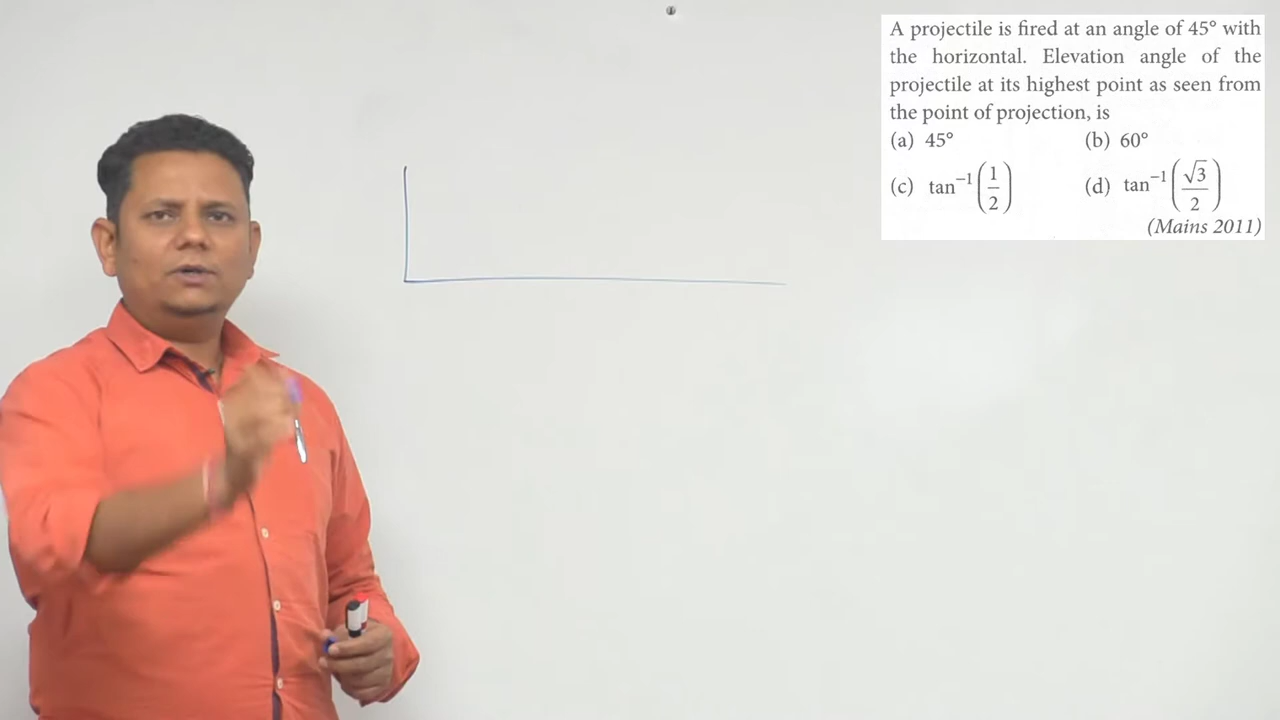 A projectile is fired at an angle of 45° with
the horizontal. Elevation angle of the
projectile at its highest point as seen from
the point of projection, is
(a) 45° (b) 60°
(c) tan⁻¹(1/2) (d) tan⁻¹(√3/2)
(Mains 2011)